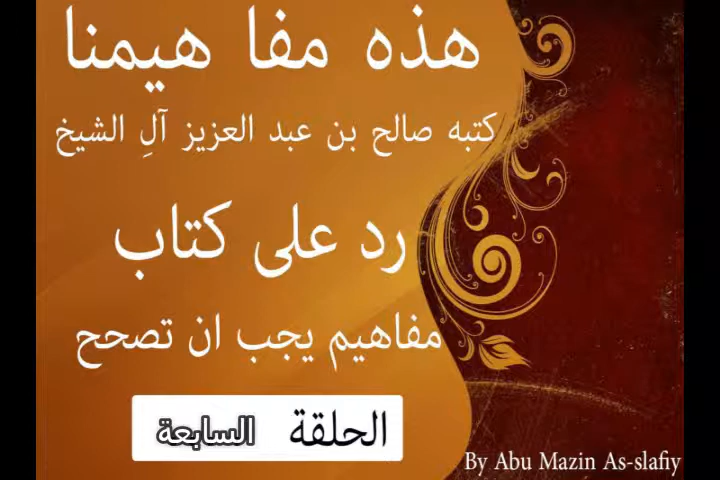 هذه مفا هيمنا
كتبه صالح بن عبد العزيز آلِ الشيخ
رد على كتاب
مفاهيم يجب ان تصحح
الحلقة السابعة
By Abu Mazin As-slafiy